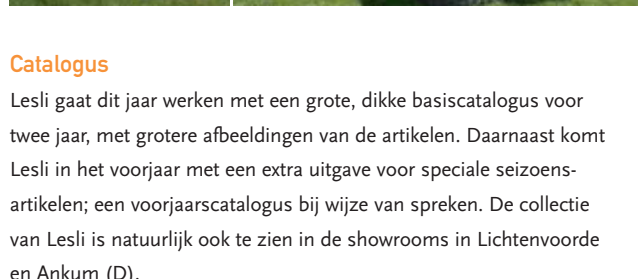 Catalogus
Lesli gaat dit jaar werken met een grote, dikke basiscatalogus voor
twee jaar, met grotere afbeeldingen van de artikelen. Daarnaast komt
Lesli in het voorjaar met een extra uitgave voor speciale seizoens-
artikelen; een voorjaarscatalogus bij wijze van spreken. De collectie
van Lesli is natuurlijk ook te zien in de showrooms in Lichtenvoorde
en Ankum (D).